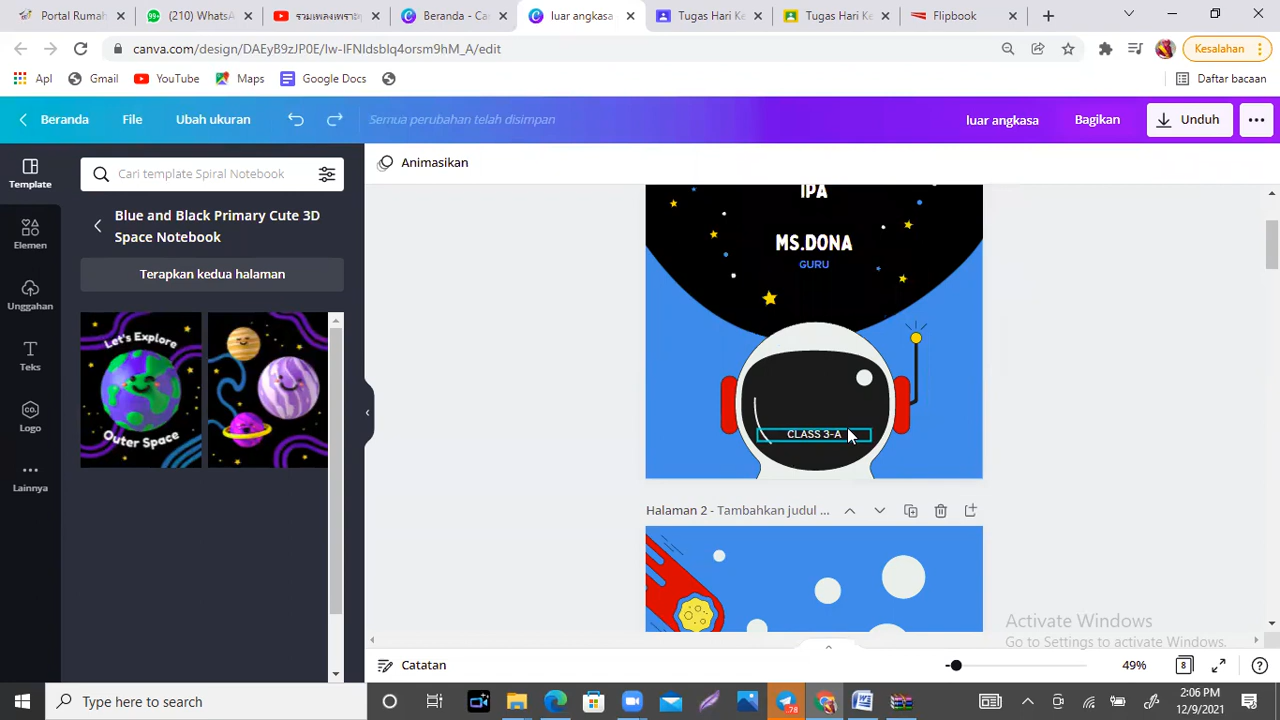 Portal Rumar
(210) WhatsA
Beranda - Ca
luar angkasa
Tugas Hari Ke
Tugas Hari Ke
Flipbook
canva.com/design/DAEyB9zJP0E/Iw-IFNIdsbIq4orsm9hM_A/edit
Kesalahan
Apl
Gmail
YouTube
Maps
Google Docs
Daftar bacaan
Beranda
File
Ubah ukuran
Semua perubahan telah disimpan
luar angkasa
Bagikan
Unduh
Template
Elemen
Unggahan
Teks
CO.
Logo
Lainnya
Cari template Spiral Notebook
Blue and Black Primary Cute 3D
Space Notebook
Terapkan kedua halaman
Let's Explore
Outer Space
Animasikan
IPA
MS.DONA
GURU
CLASS 3-A
Halaman 2 - Tambahkan judul ...
Activate Windows
Go to Settings to activate Windows.
Catatan
49%
8
Type here to search
.78
2:06 PM
12/9/2021